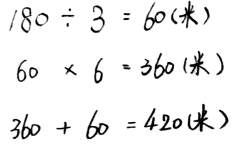 180 ÷ 3 = 60(米)
60 × 6 = 360(米)
360 + 60 = 420(米)